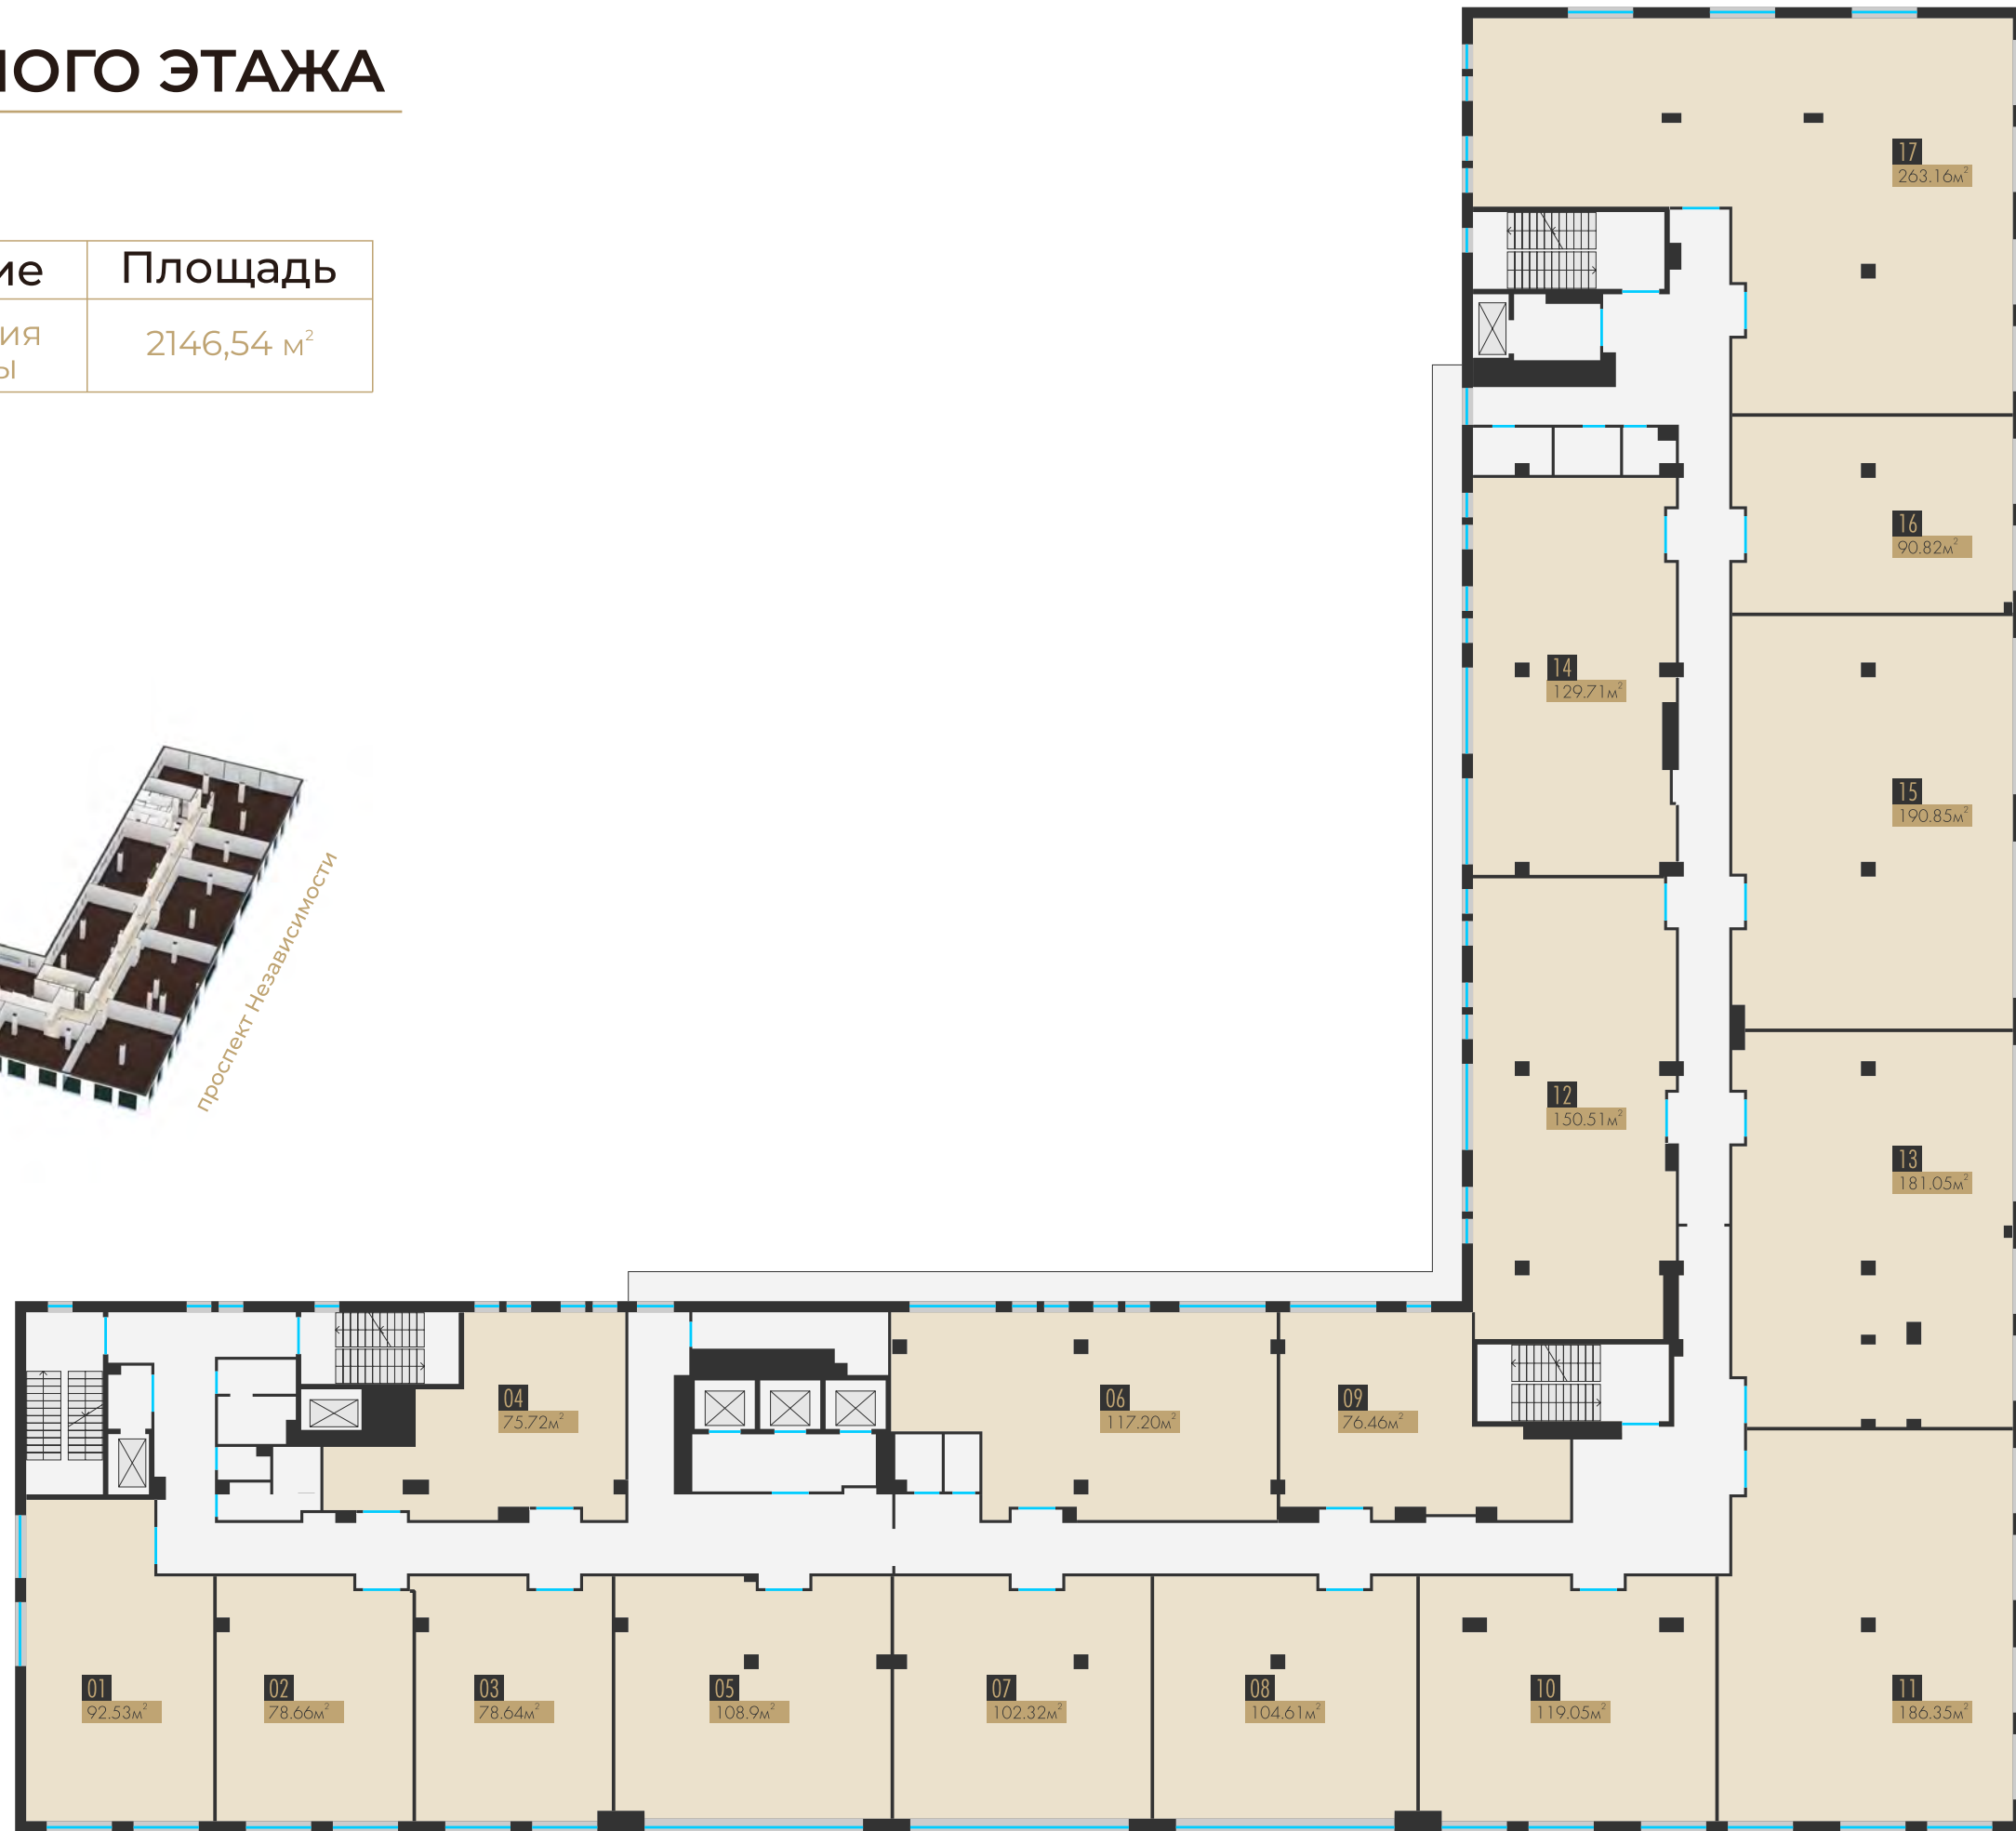 НОГО ЭТАЖА
ие
Площадь
ия
ы
2146,54 м²
проспект Независимости
17
263.16м²
16
90.82м²
14
129.71м²
15
190.85м²
12
150.51м²
13
181.05м²
04
75.72м²
06
117.20м²
09
76.46м²
01
92.53м²
02
78.66м²
03
78.64м²
05
108.9м²
07
102.32м²
08
104.61м²
10
119.05м²
11
186.35м²